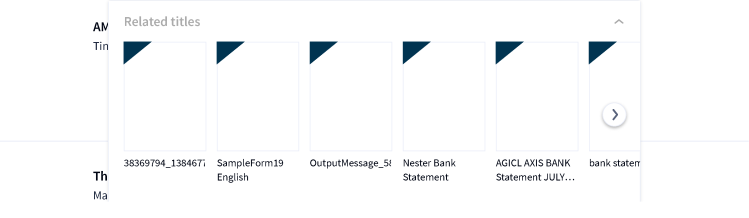 Related titles
AM
Tin
38369794_1384677
SampleForm19
English
OutputMessage_58
Nester Bank
Statement
AGICL AXIS BANK
Statement JULY…
bank statem
Th
Ma